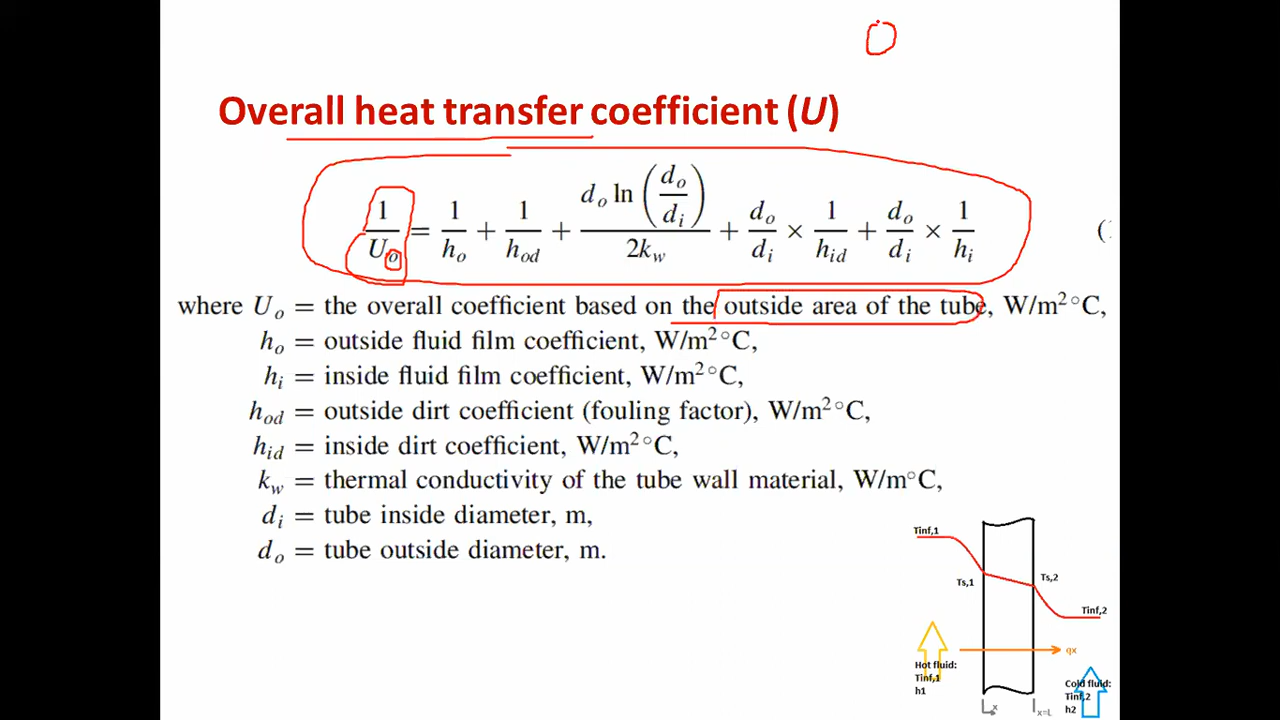 Overall heat transfer coefficient (U)
1/U_o = 1/h_o + 1/h_od + d_o ln(d_o/d_i)/2k_w + d_o/d_i × 1/h_id + d_o/d_i × 1/h_i (
where U_o = the overall coefficient based on the outside area of the tube, W/m²°C,
h_o = outside fluid film coefficient, W/m²°C,
h_i = inside fluid film coefficient, W/m²°C,
h_od = outside dirt coefficient (fouling factor), W/m²°C,
h_id = inside dirt coefficient, W/m²°C,
k_w = thermal conductivity of the tube wall material, W/m°C,
d_i = tube inside diameter, m,
d_o = tube outside diameter, m.
Tinf,1
Ts,1
Ts,2
Tinf,2
qx
Hot fluid:
Tinf,1
h1
Cold fluid:
Tinf,2
h2
x
x=L